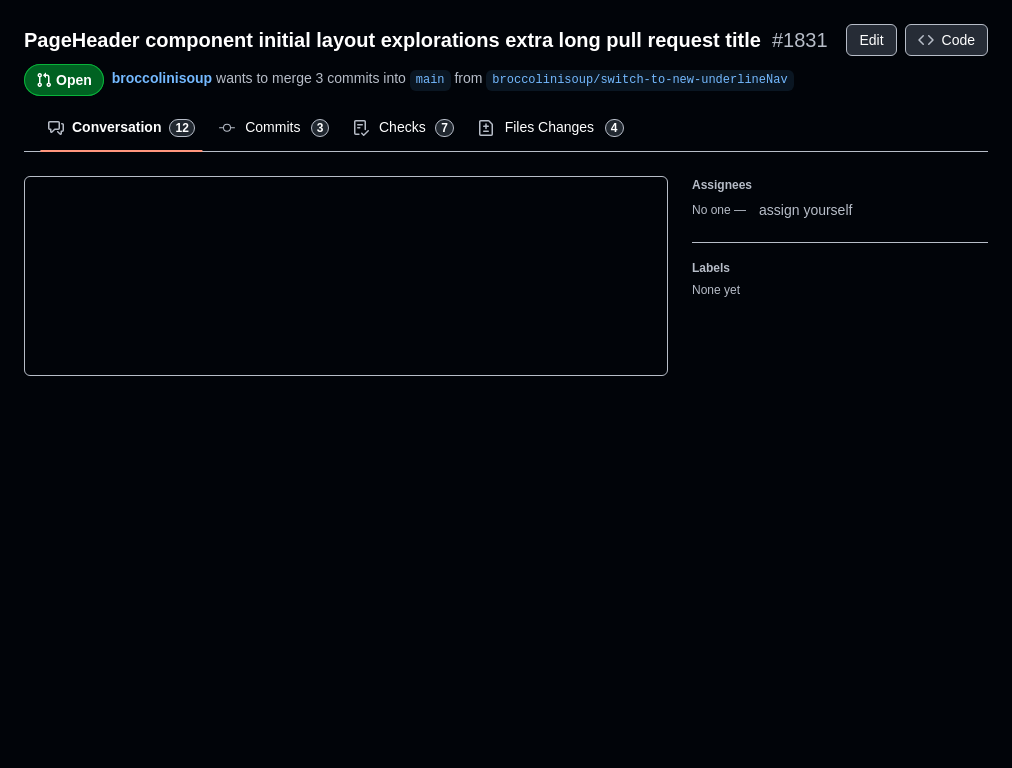 PageHeader component initial layout explorations extra long pull request title #1831 Edit Code
Open broccolinisoup wants to merge 3 commits into main from broccolinisoup/switch-to-new-underlineNav
Conversation 12 Commits 3 Checks 7 Files Changes 4
Assignees
No one — assign yourself
Labels
None yet